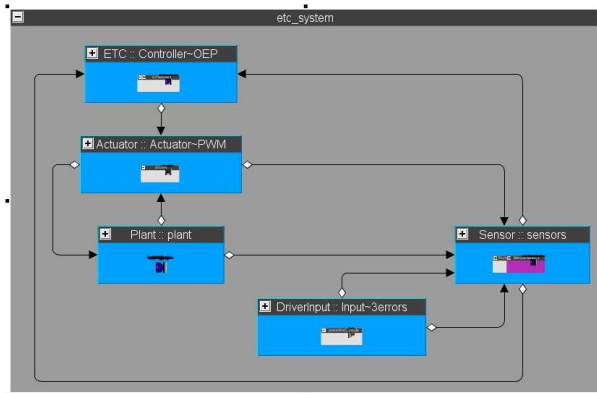 etc_system
ETC :: Controller~OEP
Actuator :: Actuator~PWM
Plant :: plant
Sensor :: sensors
DriverInput :: Input~3errors